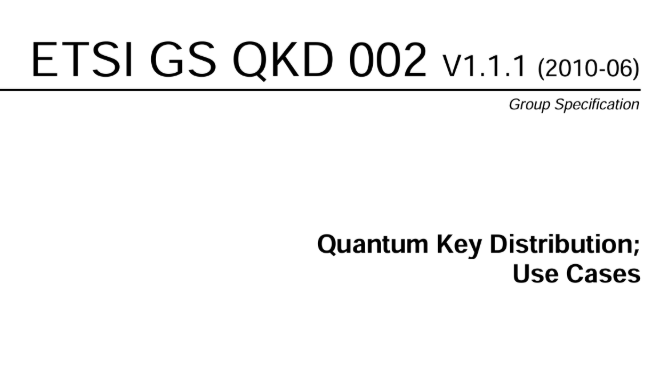 ETSI GS QKD 002 V1.1.1 (2010-06)
Group Specification
Quantum Key Distribution;
Use Cases